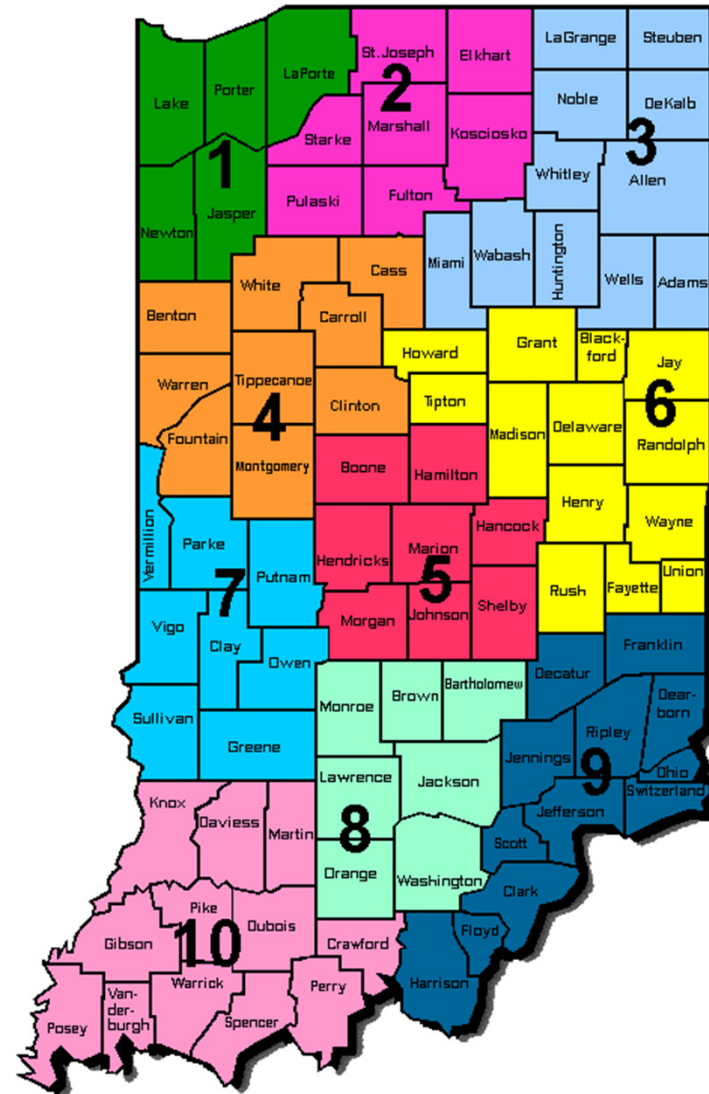 St.Joseph
Elkhart
LaGrange
Steuben
LaPorte
Porter
Lake
2
Noble
DeKalb
Marshall
Kosciosko
Starke
3
1
Whitley
Allen
Pulaski
Fulton
Jasper
Newton
Miami
Wabash
Huntington
Wells
Adams
White
Cass
Benton
Carroll
Howard
Grant
Black-
ford
Jay
Warren
Tippecanoe
Clinton
Tipton
6
4
Fountain
Madison
Delaware
Randolph
Montgomery
Boone
Hamilton
Vermillion
Parke
Putnam
Hendricks
Marion
Hancock
Henry
Wayne
7
5
Union
Rush
Fayette
Vigo
Clay
Morgan
Johnson
Shelby
Owen
Franklin
Decatur
Sullivan
Monroe
Brown
Bartholomew
Dear-
born
Greene
Ripley
Jennings
9
Ohio
Lawrence
Jackson
Switzerland
Knox
Daviess
Martin
8
Jefferson
Scott
Orange
Washington
Clark
Pike
Dubois
Floyd
Gibson
10
Crawford
Harrison
Warrick
Perry
Van-
der-
burgh
Posey
Spencer